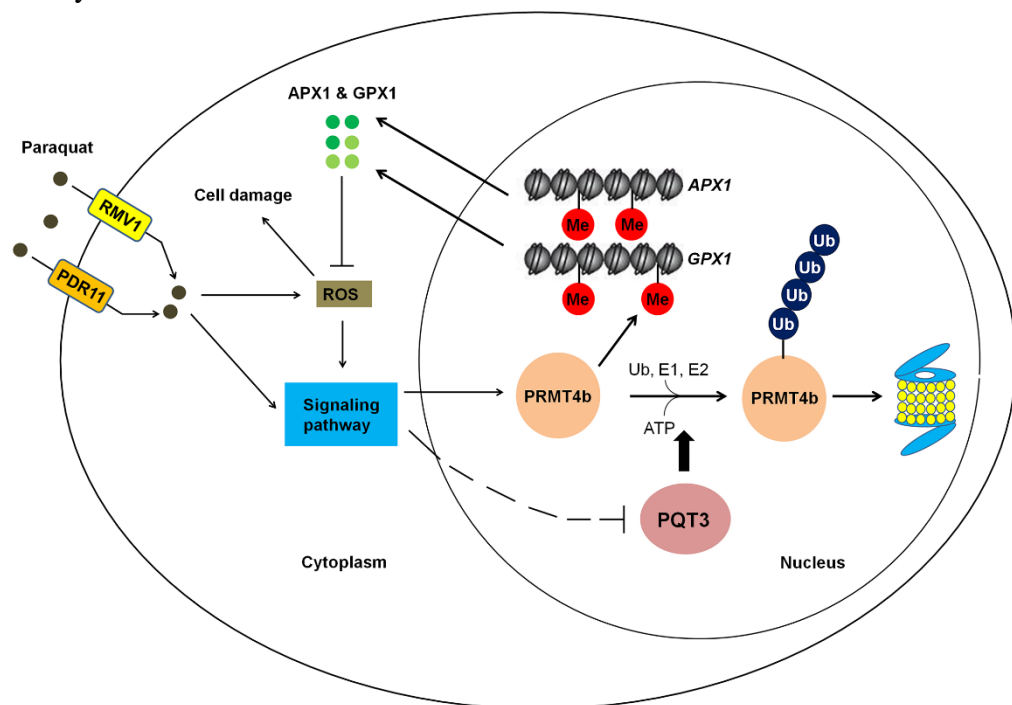 APX1 & GPX1
Paraquat
RMV1
PDR11
Cell damage
ROS
Signaling
pathway
APX1
Me Me
GPX1
Me Me
PRMT4b
Ub, E1, E2
ATP
Ub
Ub
Ub
Ub
PRMT4b
PQT3
Cytoplasm
Nucleus